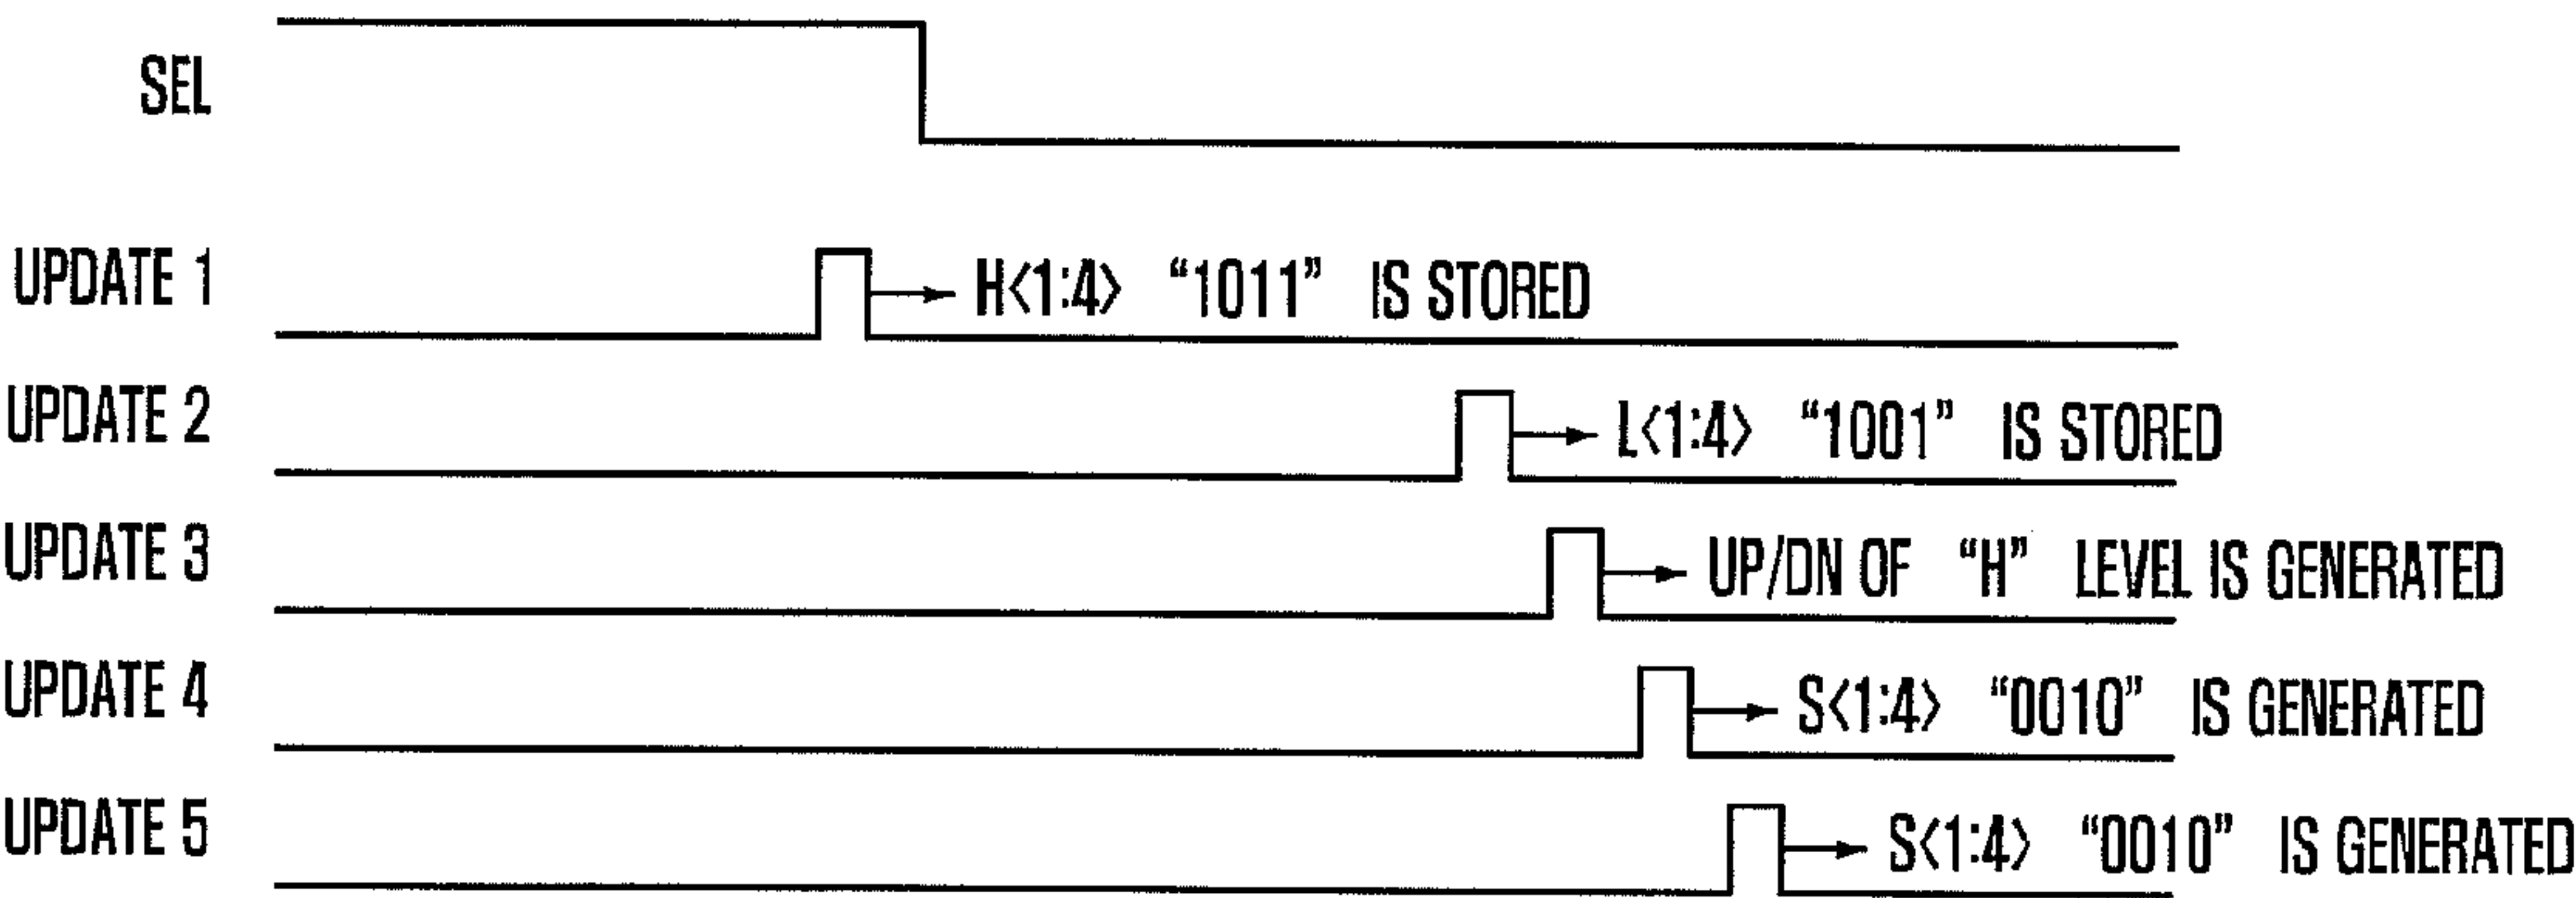 SEL
UPDATE 1 H<1:4> “1011” IS STORED
UPDATE 2 L<1:4> “1001” IS STORED
UPDATE 3 UP/DN OF “H” LEVEL IS GENERATED
UPDATE 4 S<1:4> “0010” IS GENERATED
UPDATE 5 S<1:4> “0010” IS GENERATED